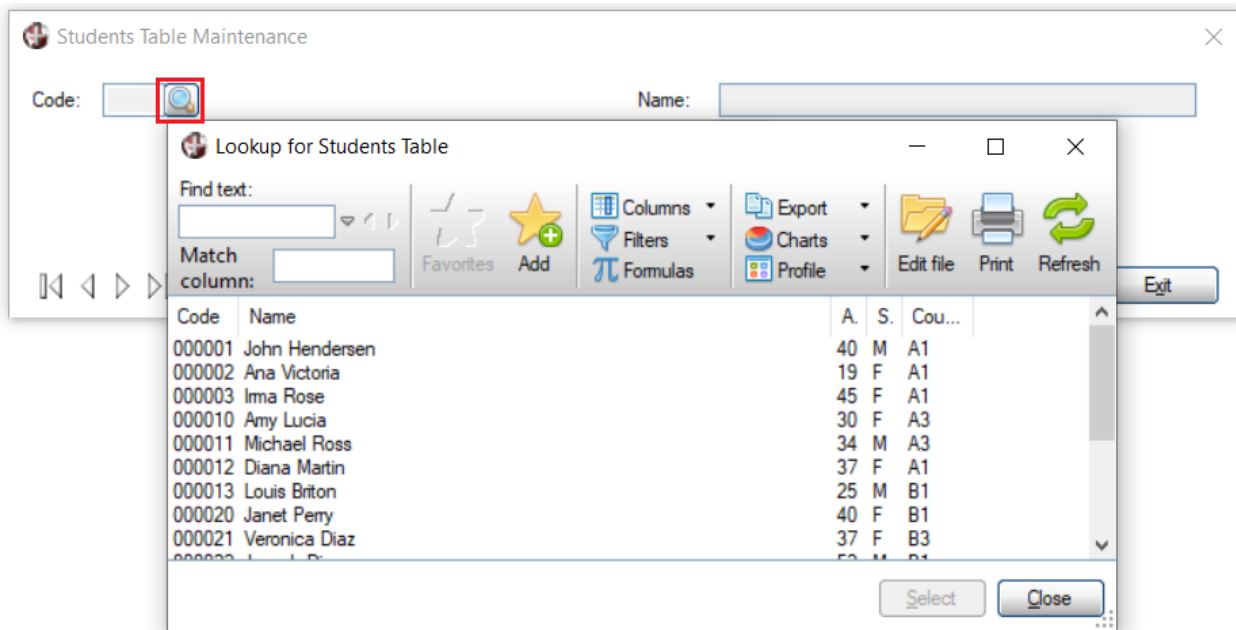 Students Table Maintenance
Code:
Name:
Lookup for Students Table
Find text:
Match
column:
Favorites
Add
Columns
Filters
Formulas
Export
Charts
Profile
Edit file
Print
Refresh
Exit
Code Name A. S. Cou...
000001 John Hendersen 40 M A1
000002 Ana Victoria 19 F A1
000003 Irma Rose 45 F A1
000010 Amy Lucia 30 F A3
000011 Michael Ross 34 M A3
000012 Diana Martin 37 F A1
000013 Louis Briton 25 M B1
000020 Janet Perry 40 F B1
000021 Veronica Diaz 37 F B3
Select
Close